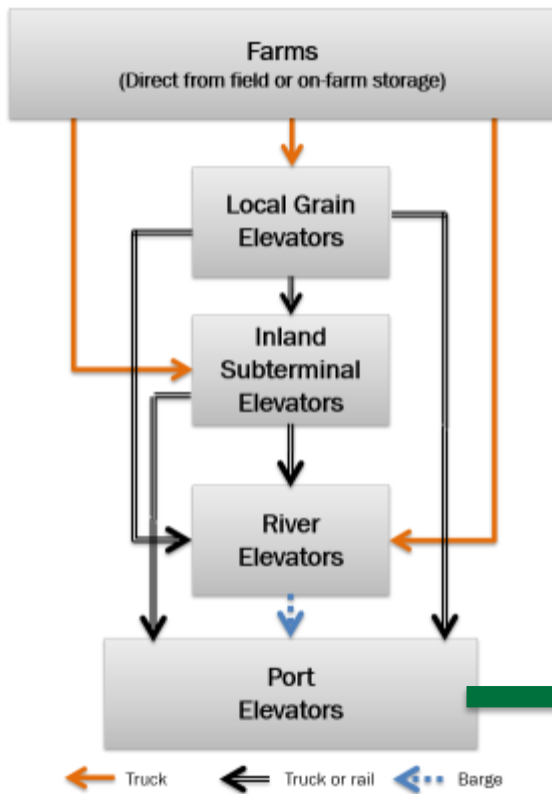 Farms
(Direct from field or on-farm storage)
Local Grain
Elevators
Inland
Subterminal
Elevators
River
Elevators
Port
Elevators
Truck
Truck or rail
Barge